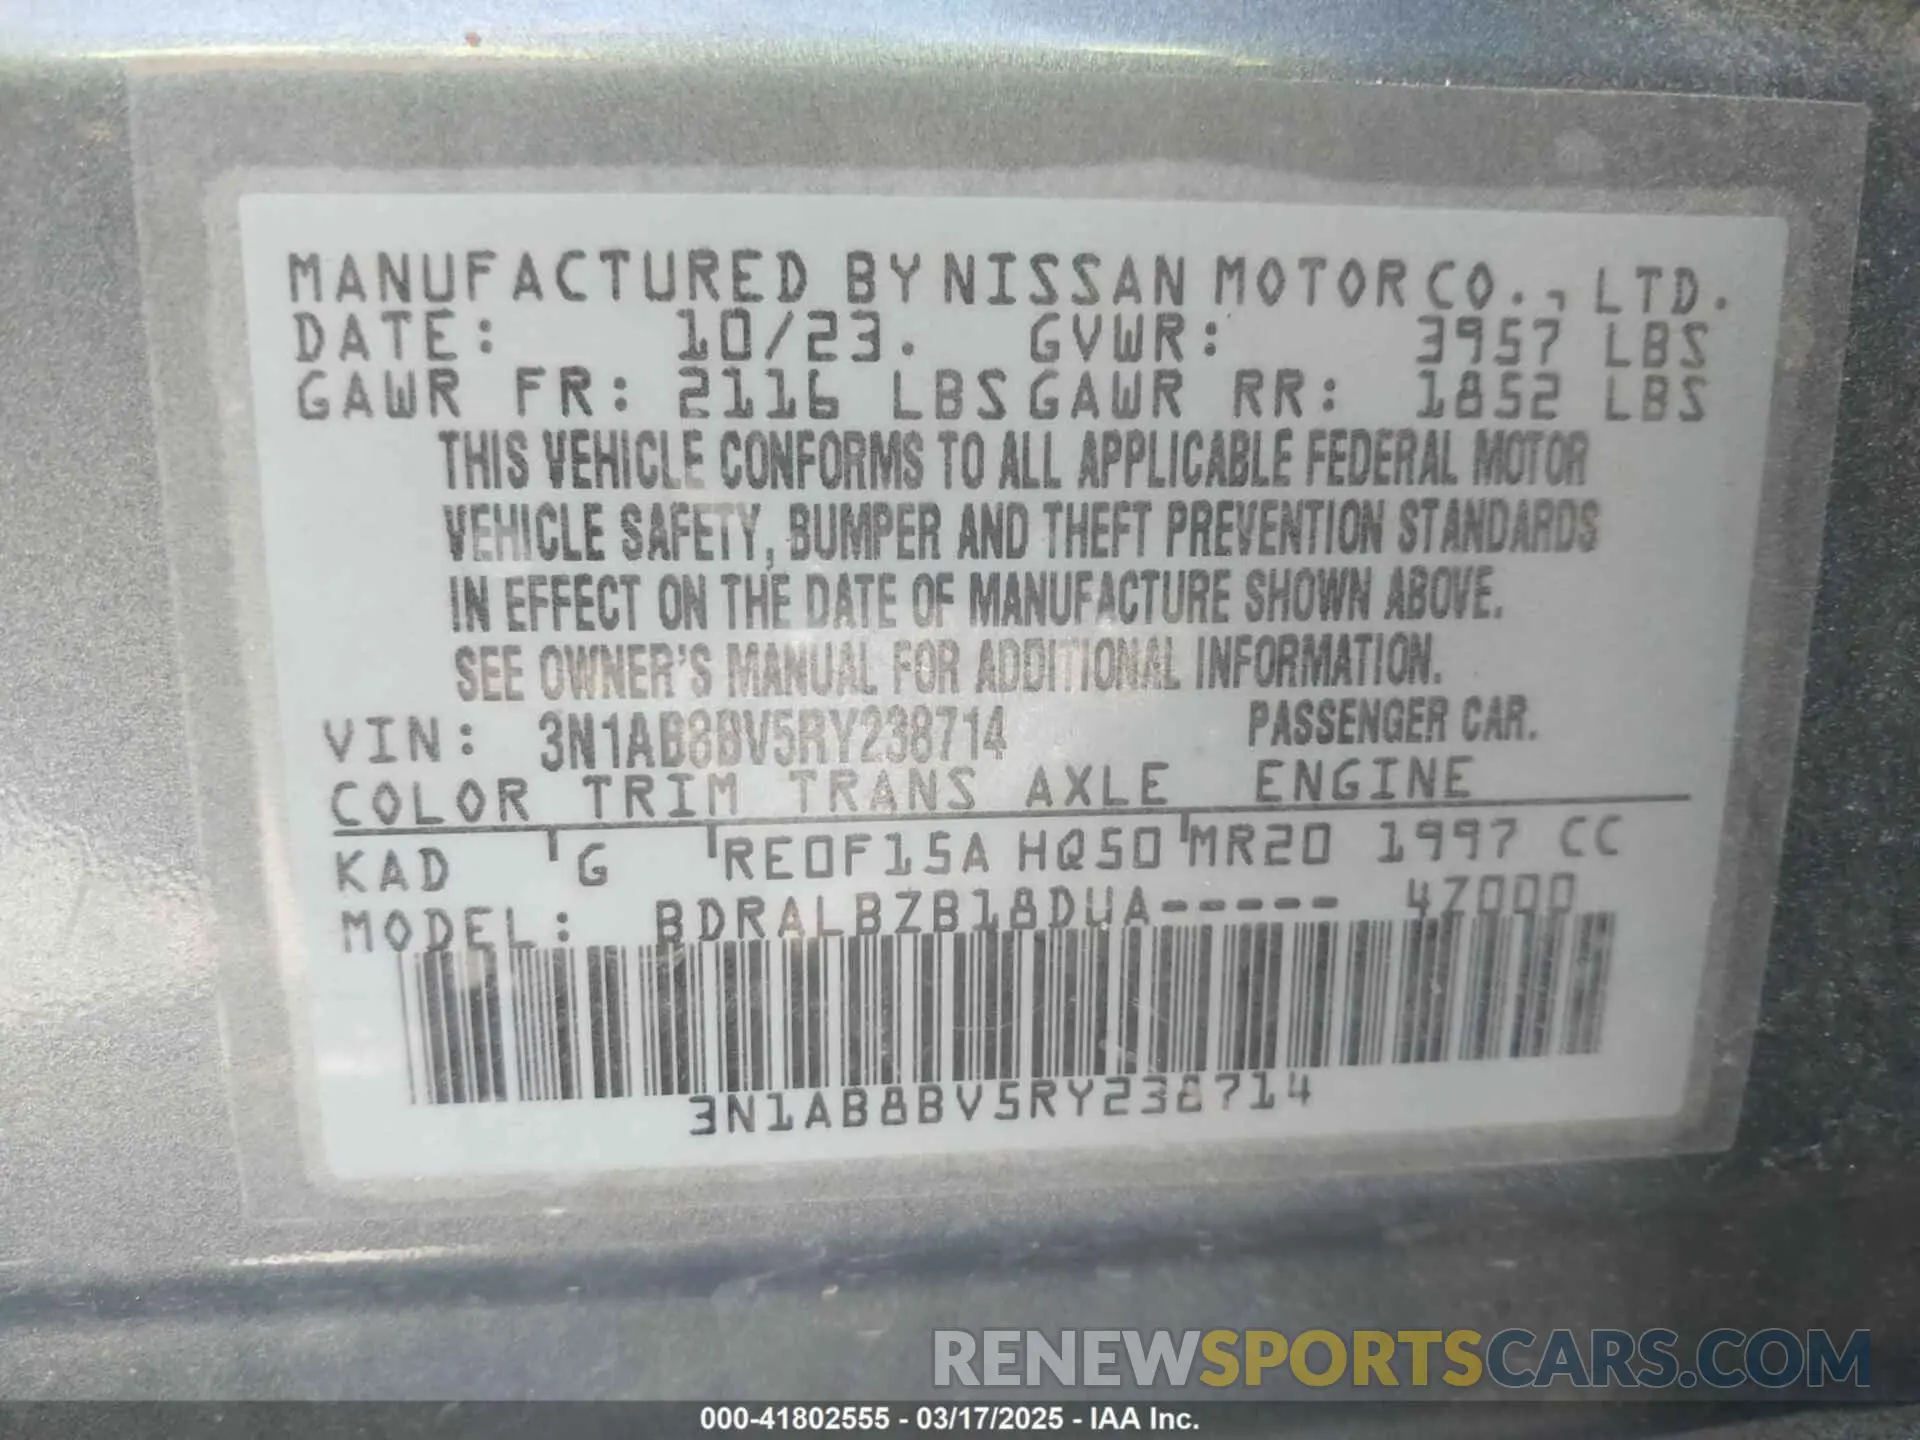 MANUFACTURED BY NISSAN MOTOR CO., LTD.
DATE: 10/23. GVWR: 3957 LBS
GAWR FR: 2116 LBS GAWR RR: 1852 LBS
THIS VEHICLE CONFORMS TO ALL APPLICABLE FEDERAL MOTOR
VEHICLE SAFETY, BUMPER AND THEFT PREVENTION STANDARDS
IN EFFECT ON THE DATE OF MANUFACTURE SHOWN ABOVE.
SEE OWNER'S MANUAL FOR ADDITIONAL INFORMATION.
VIN: 3N1AB8BV5RY238714 PASSENGER CAR.
COLOR TRIM TRANS AXLE ENGINE
KAD G RE0F15A HQ50 MR20 1997 CC
MODEL: BDRALBZB18DUA----- 4Z000
3N1AB8BV5RY238714
RENEWSPORTSCARS.COM
000-41802555 - 03/17/2025 - IAA Inc.